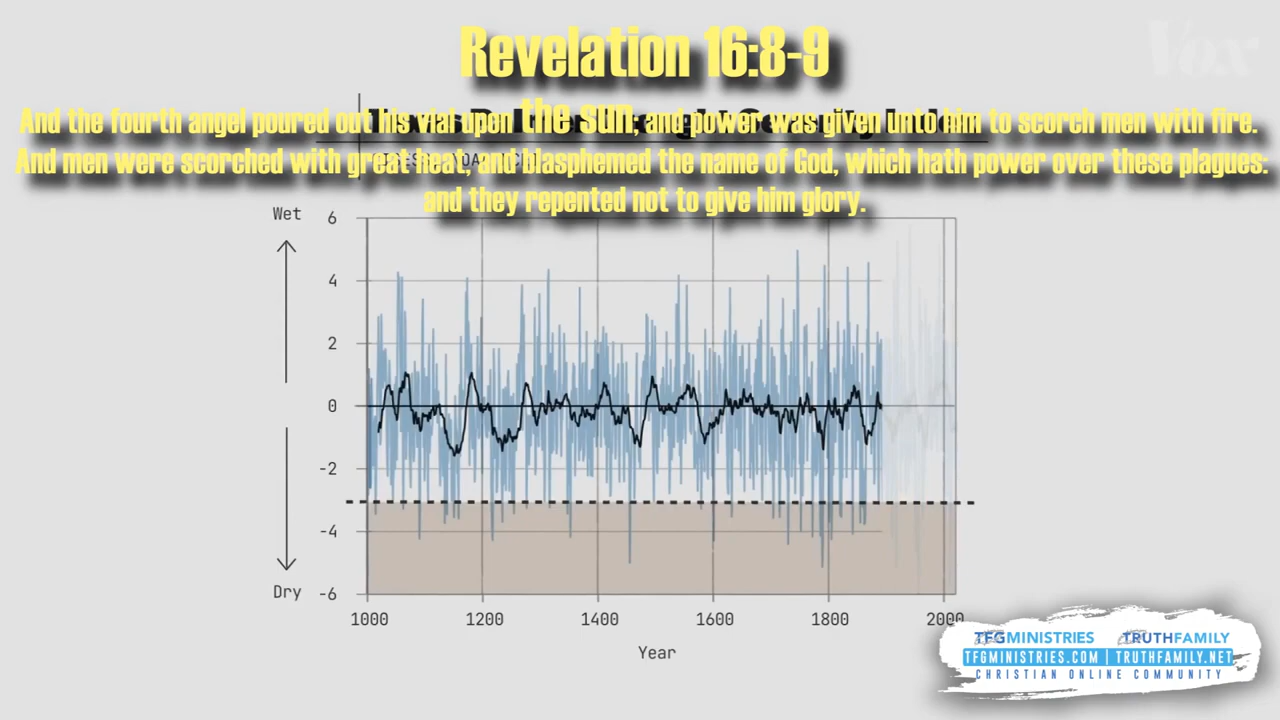 Revelation 16:8-9
Vox
And the fourth angel poured out his vial upon the sun; and power was given unto him to scorch men with fire.
And men were scorched with great heat, and blasphemed the name of God, which hath power over these plagues:
and they repented not to give him glory.
Wet
6
4
2
0
-2
-4
Dry
-6
1000
1200
1400
1600
1800
2000
Year
TFGMINISTRIES TRUTHFAMILY
TFGMINISTRIES.COM | TRUTHFAMILY.NET
CHRISTIAN ONLINE COMMUNITY